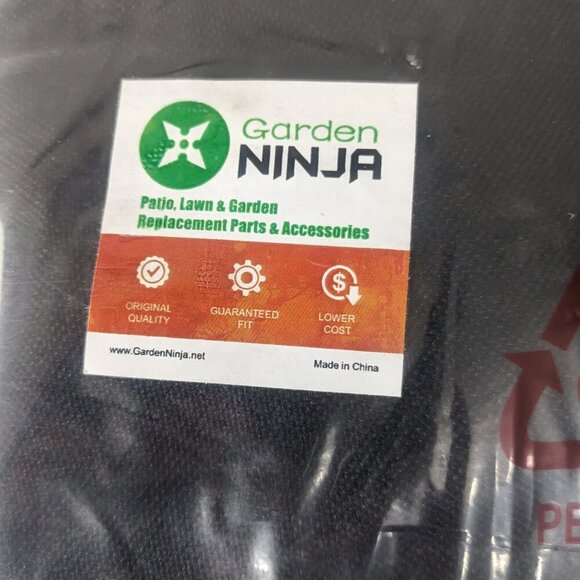 Garden
NINJA
Patio, Lawn & Garden
Replacement Parts & Accessories
ORIGINAL
QUALITY
GUARANTEED
FIT
$
LOWER
COST
www.GardenNinja.net
Made in China